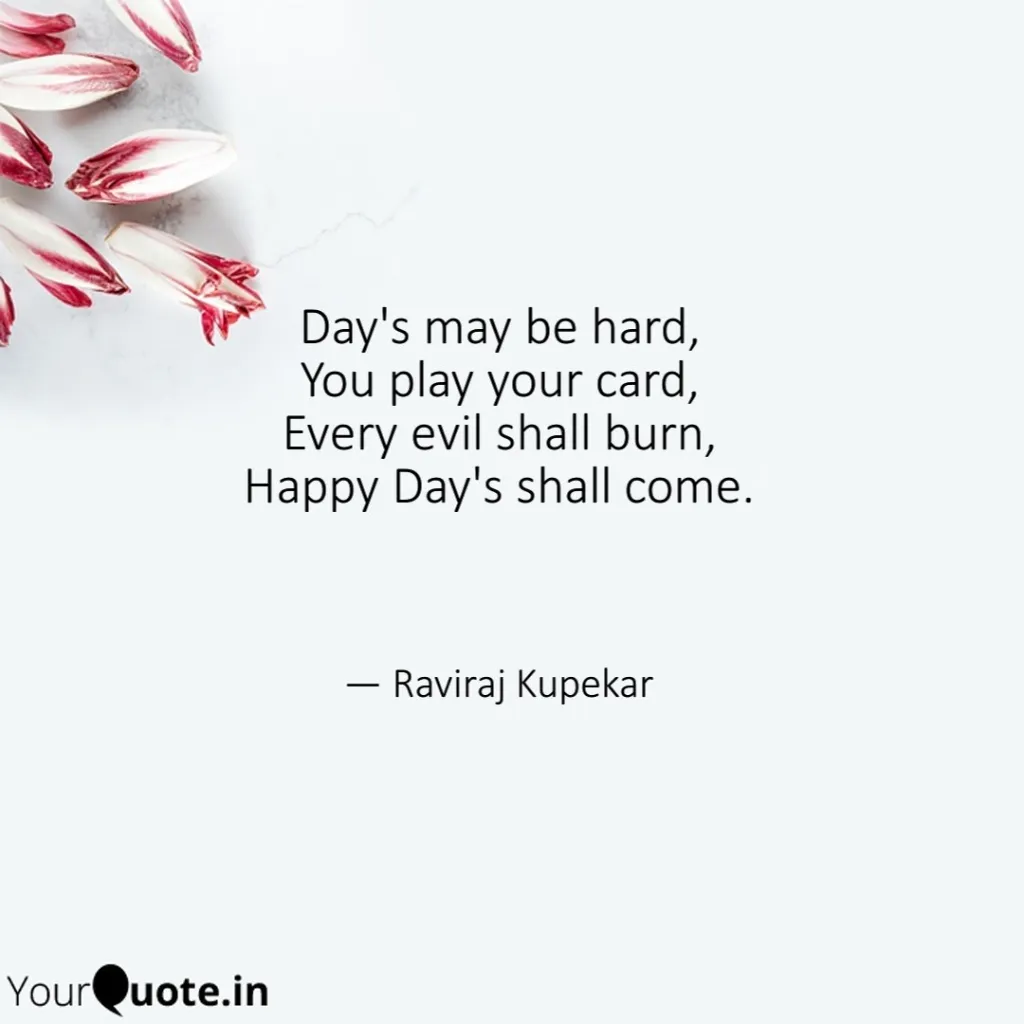 Day's may be hard,
You play your card,
Every evil shall burn,
Happy Day's shall come.
— Raviraj Kupekar
YourQuote.in